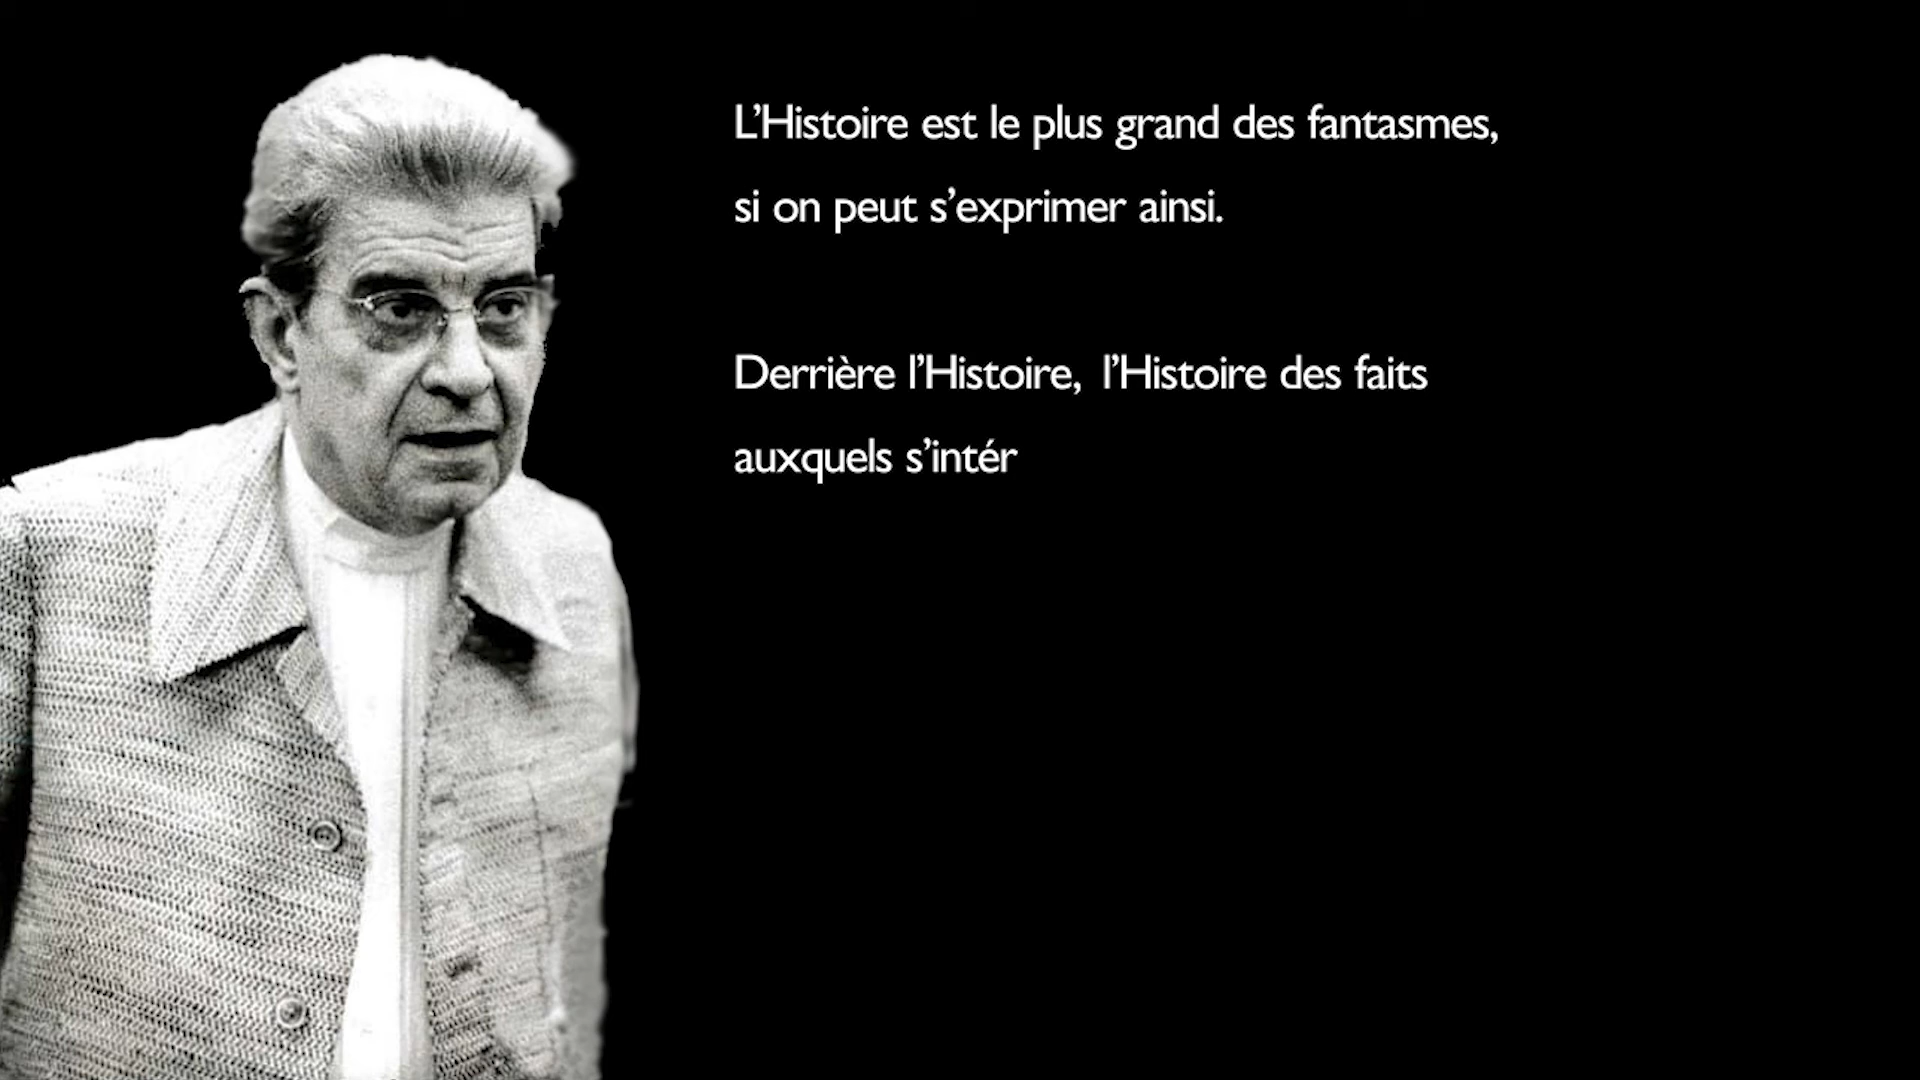 L'Histoire est le plus grand des fantasmes,
si on peut s'exprimer ainsi.
Derrière l'Histoire, l'Histoire des faits
auxquels s'intér